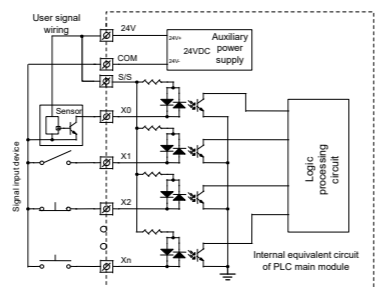 User signal
wiring
24V
24V+
24VDC
24V-
Auxiliary
power
supply
COM
S/S
Sensor
X0
X1
X2
Xn
Signal input device
Logic
processing
circuit
Internal equivalent circuit
of PLC main module